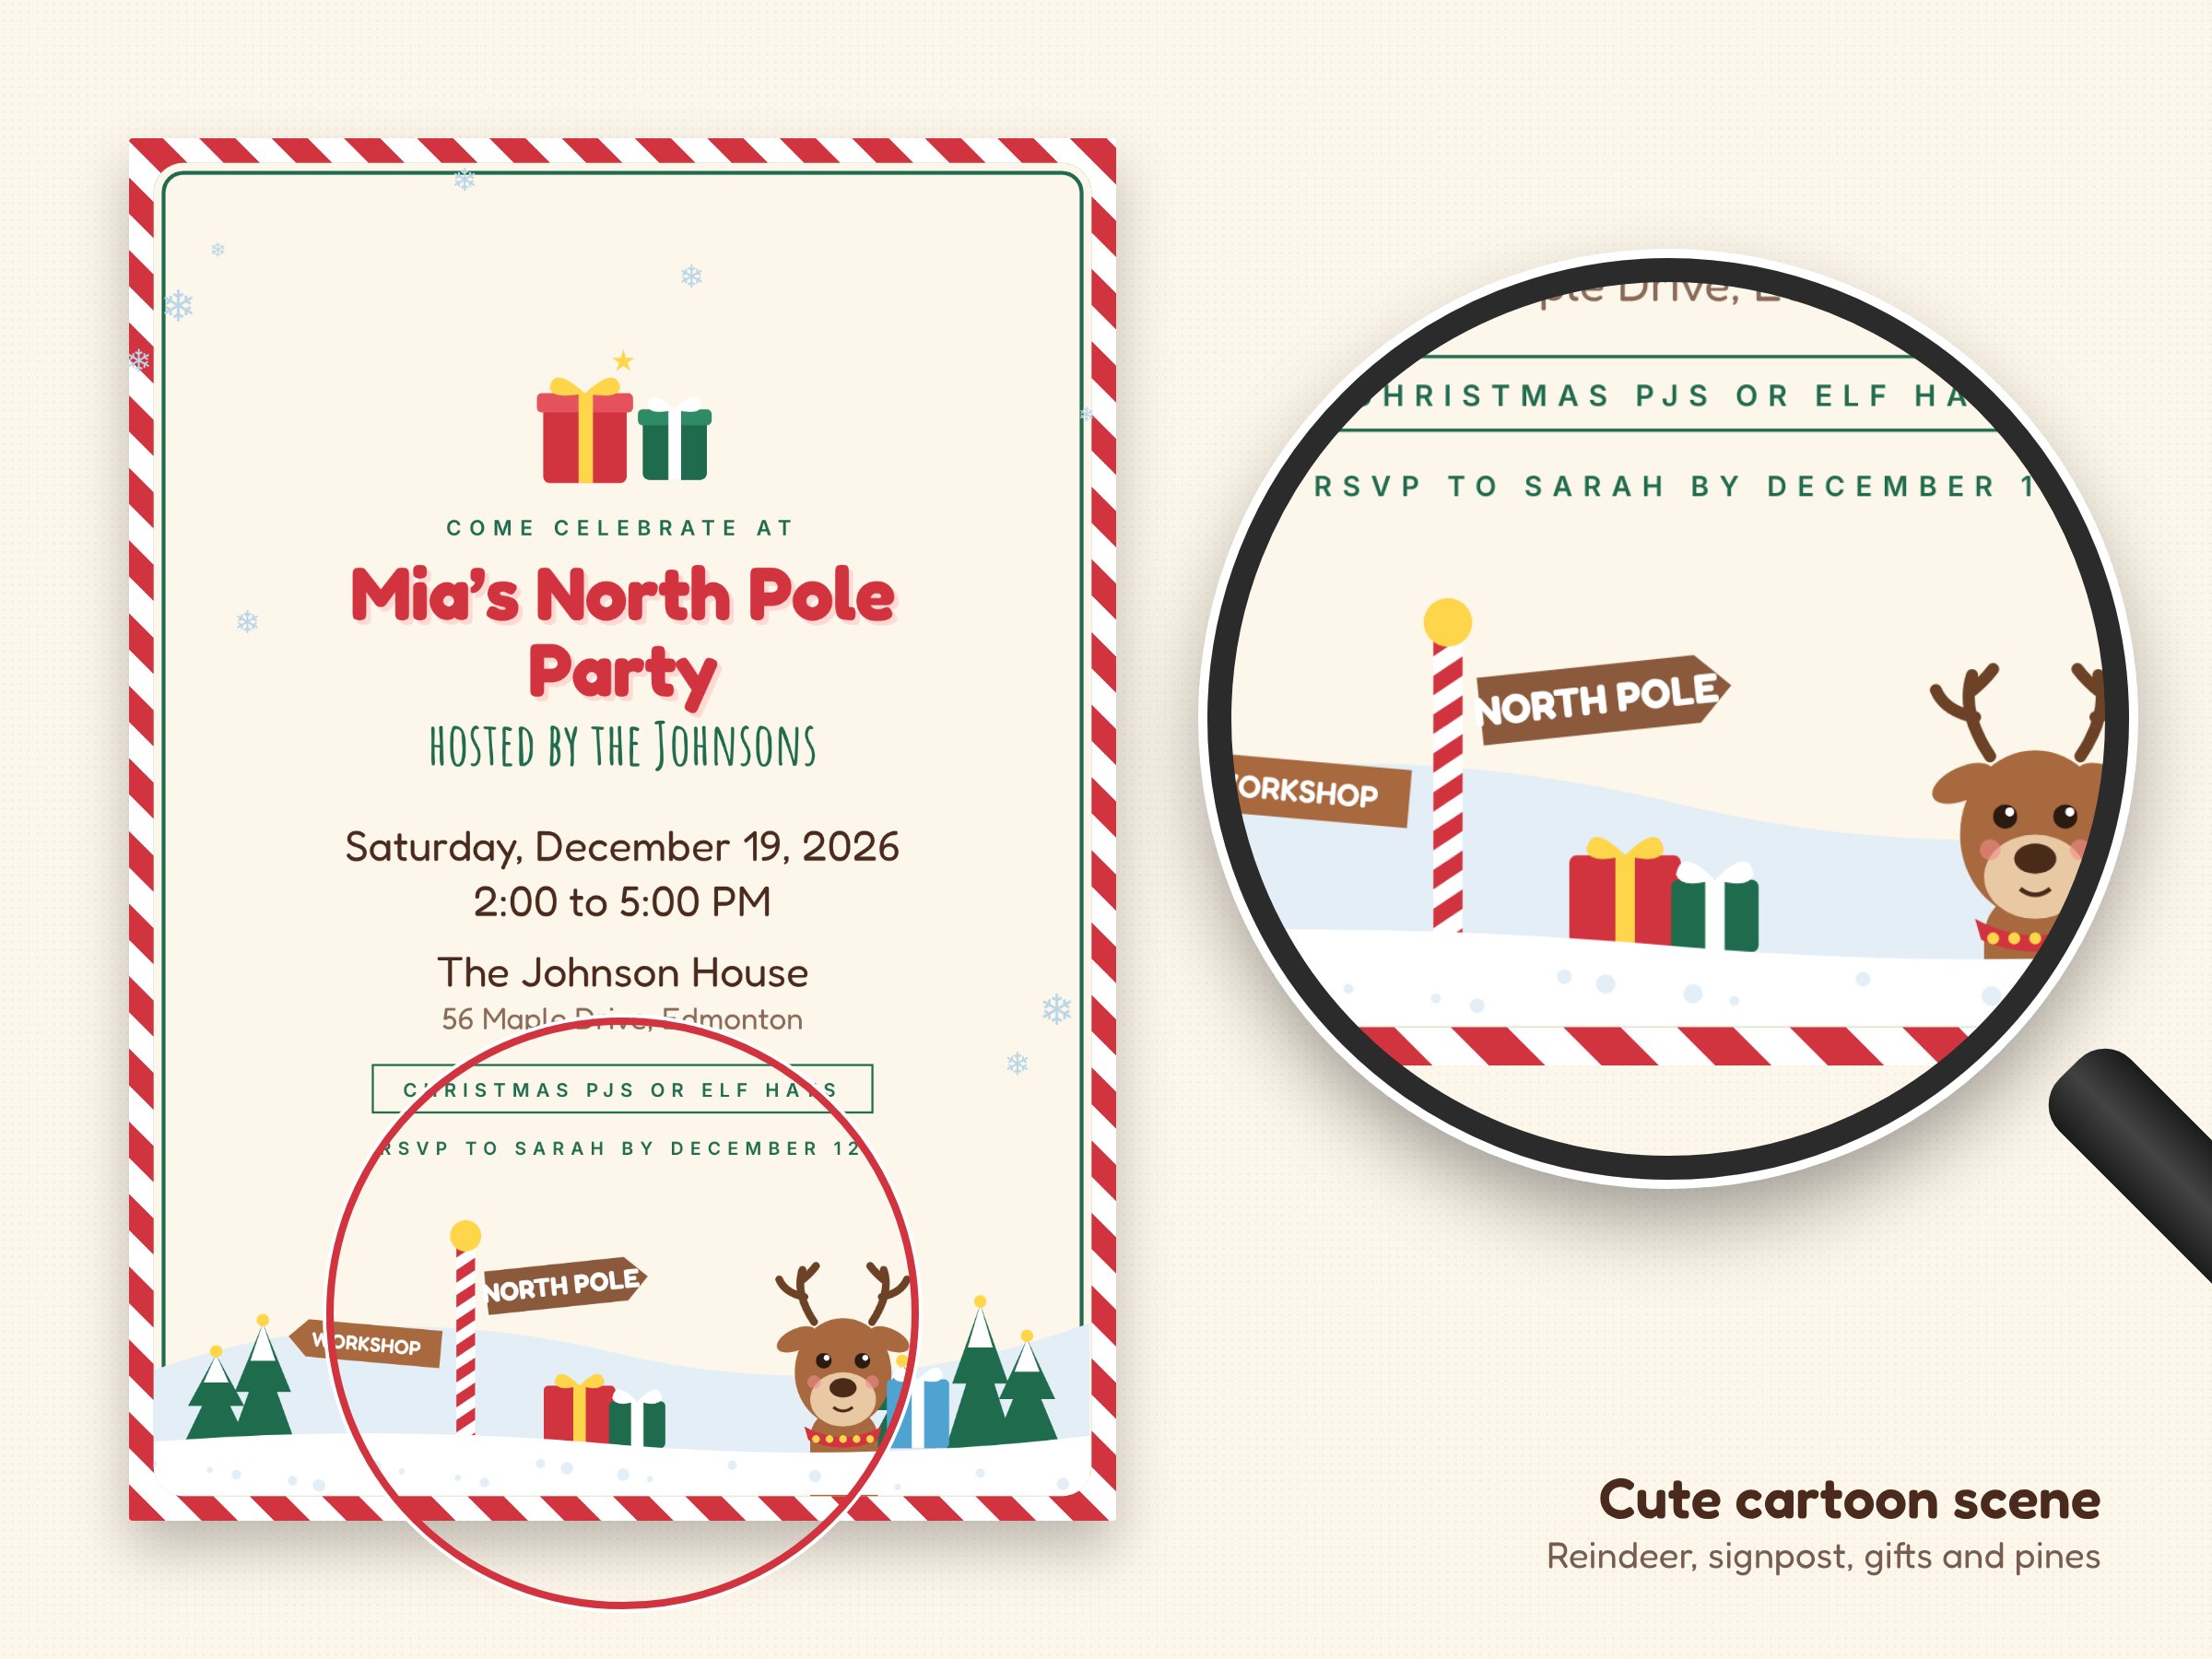 COME CELEBRATE AT
Mia's North Pole
Party
HOSTED BY THE JOHNSONS
Saturday, December 19, 2026
2:00 to 5:00 PM
The Johnson House
56 Maple Drive, Edmonton
CHRISTMAS PJS OR ELF HATS
RSVP TO SARAH BY DECEMBER 12
NORTH POLE
WORKSHOP
ple Drive, E
CHRISTMAS PJS OR ELF HA
RSVP TO SARAH BY DECEMBER 1
NORTH POLE
ORKSHOP
Cute cartoon scene
Reindeer, signpost, gifts and pines